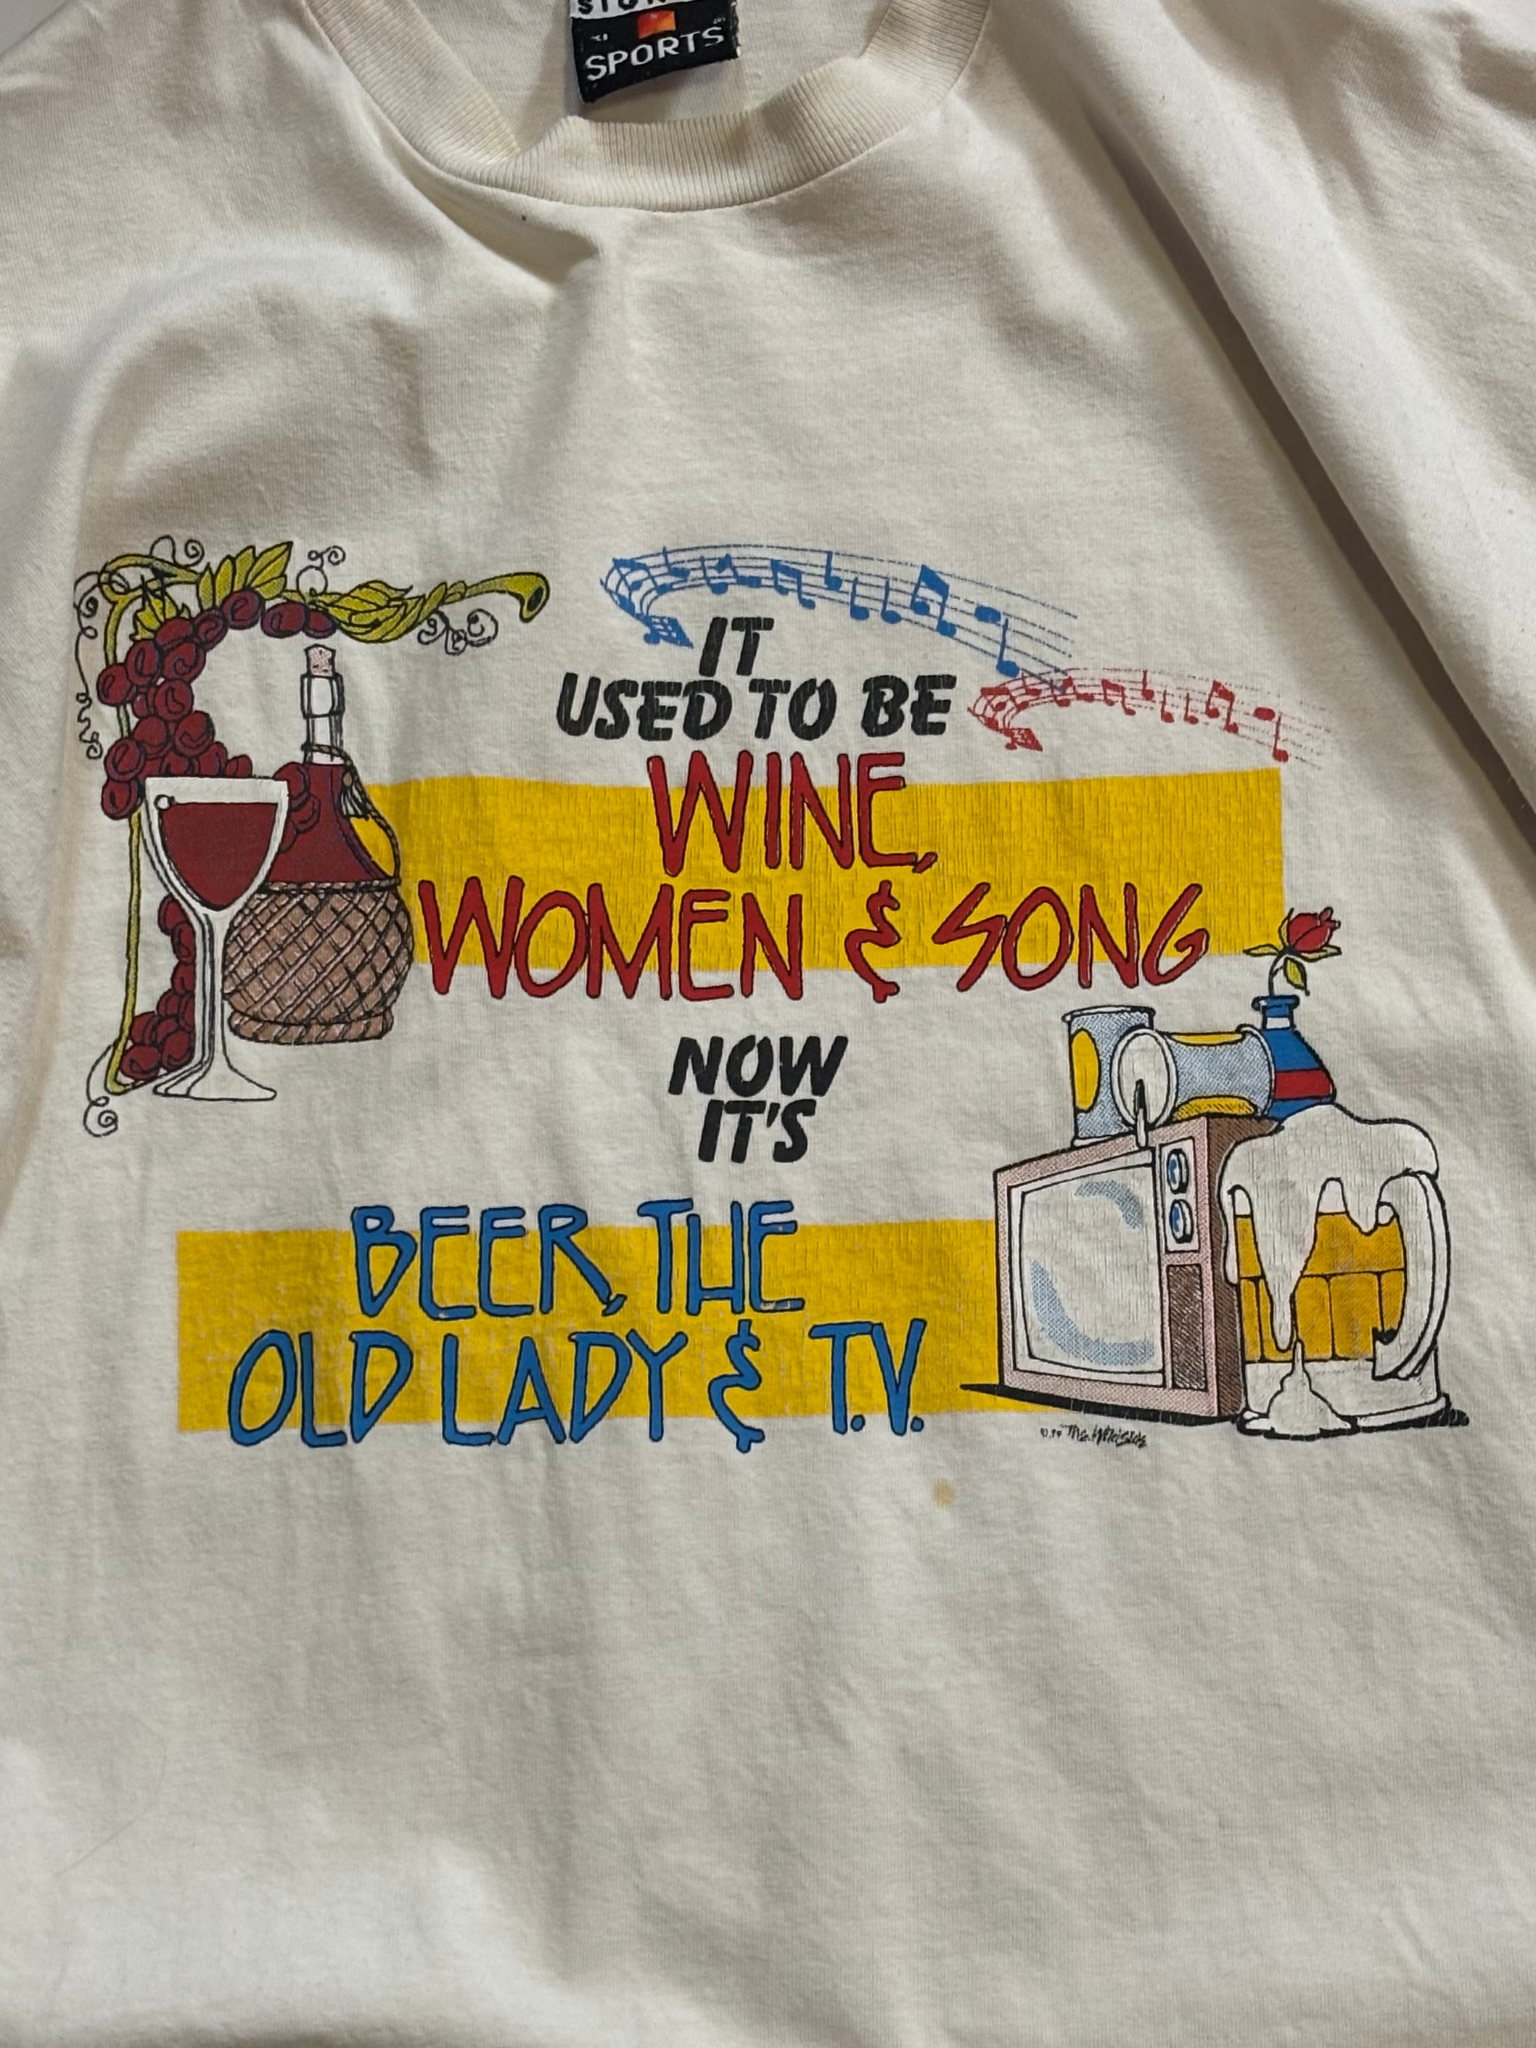 SPORTS
IT
USED TO BE
WINE,
WOMEN & SONG
NOW
IT'S
BEER, THE
OLD LADY & T.V.